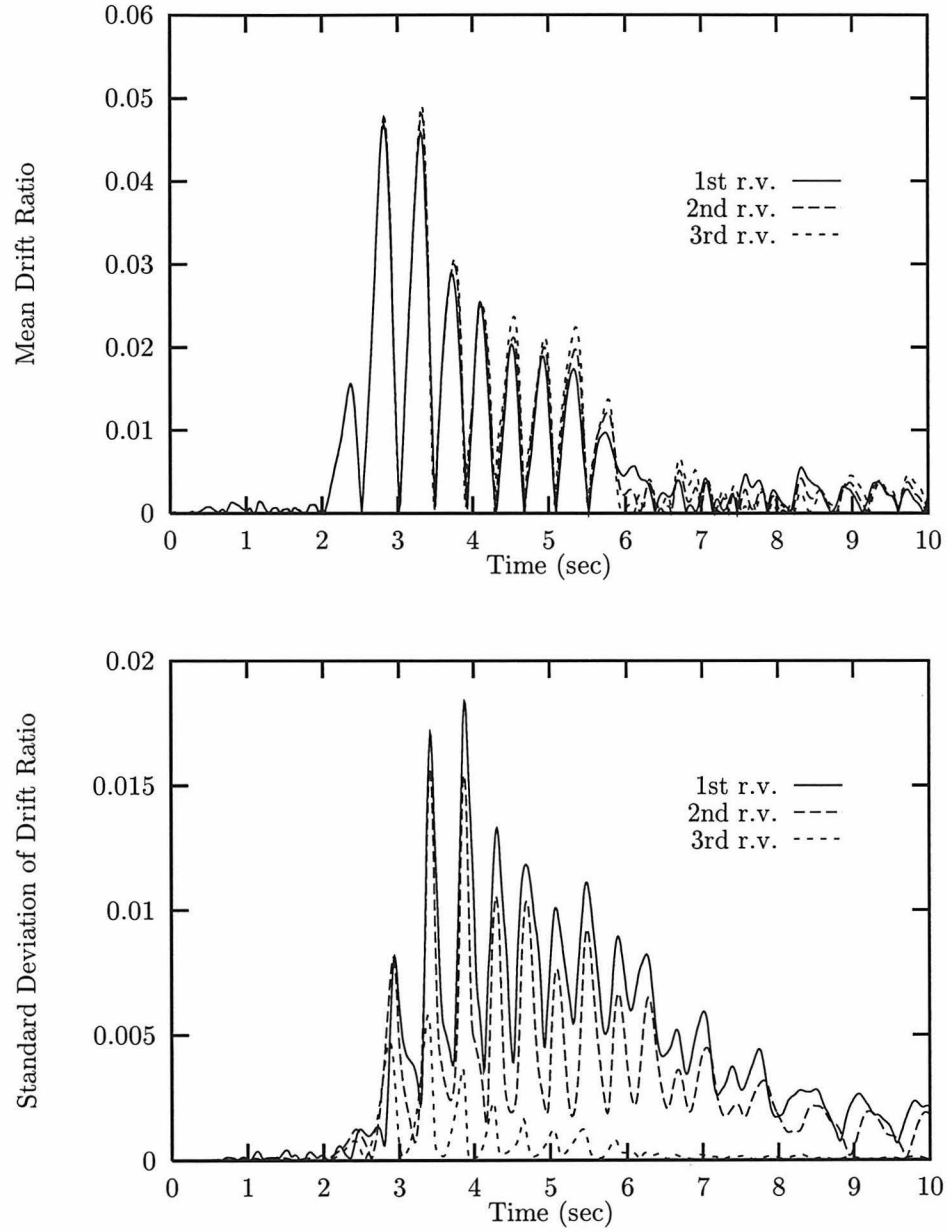 Mean Drift Ratio
0.06
0.05
0.04
0.03
0.02
0.01
0
1st r.v.
2nd r.v.
3rd r.v.
0 1 2 3 4 5 6 7 8 9 10
Time (sec)
Standard Deviation of Drift Ratio
0.02
0.015
0.01
0.005
0
1st r.v.
2nd r.v.
3rd r.v.
0 1 2 3 4 5 6 7 8 9 10
Time (sec)